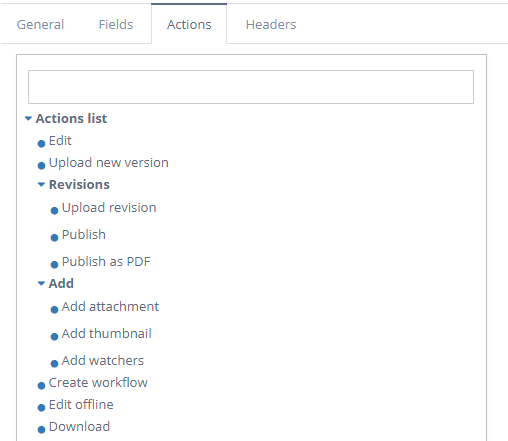 General Fields Actions Headers
Actions list
Edit
Upload new version
Revisions
Upload revision
Publish
Publish as PDF
Add
Add attachment
Add thumbnail
Add watchers
Create workflow
Edit offline
Download